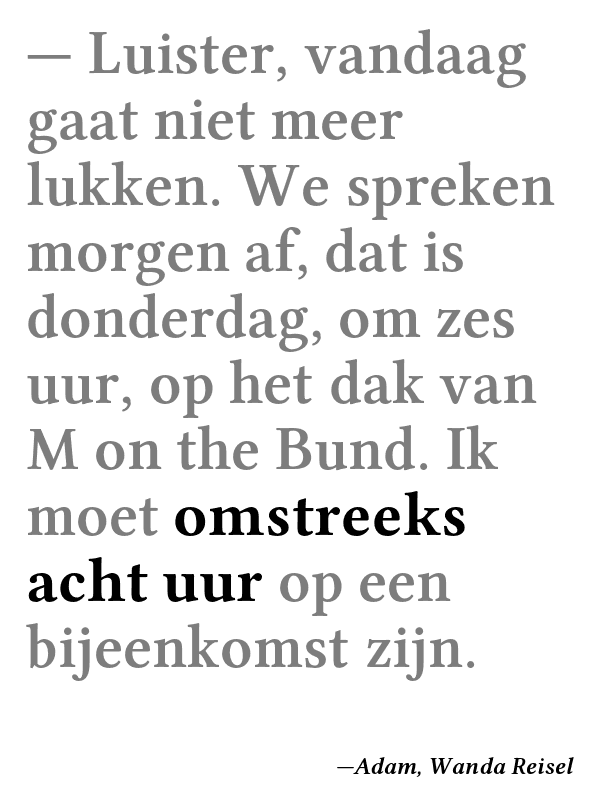 — Luister, vandaag
gaat niet meer
lukken. We spreken
morgen af, dat is
donderdag, om zes
uur, op het dak van
M on the Bund. Ik
moet omstreeks
acht uur op een
bijeenkomst zijn.
—Adam, Wanda Reisel